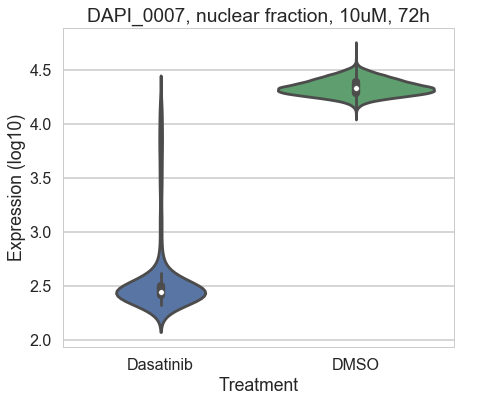 DAPI_0007, nuclear fraction, 10uM, 72h
Expression (log10)
4.5
4.0
3.5
3.0
2.5
2.0
Dasatinib DMSO
Treatment